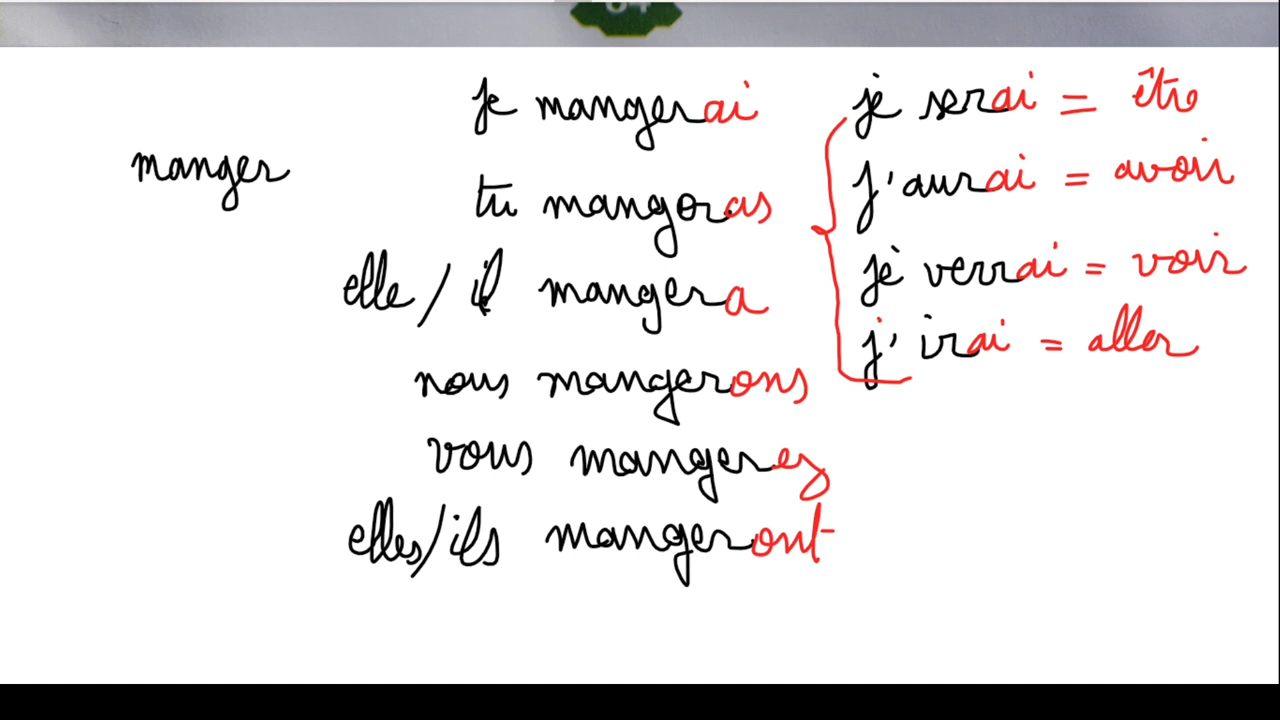 je mangerai
manger
tu mangeras
elle / il mangera
nous mangerons
vous mangerez
elles/ils mangeront
je serai = être
j'aurai = avoir
je verrai = voir
j'irai = aller